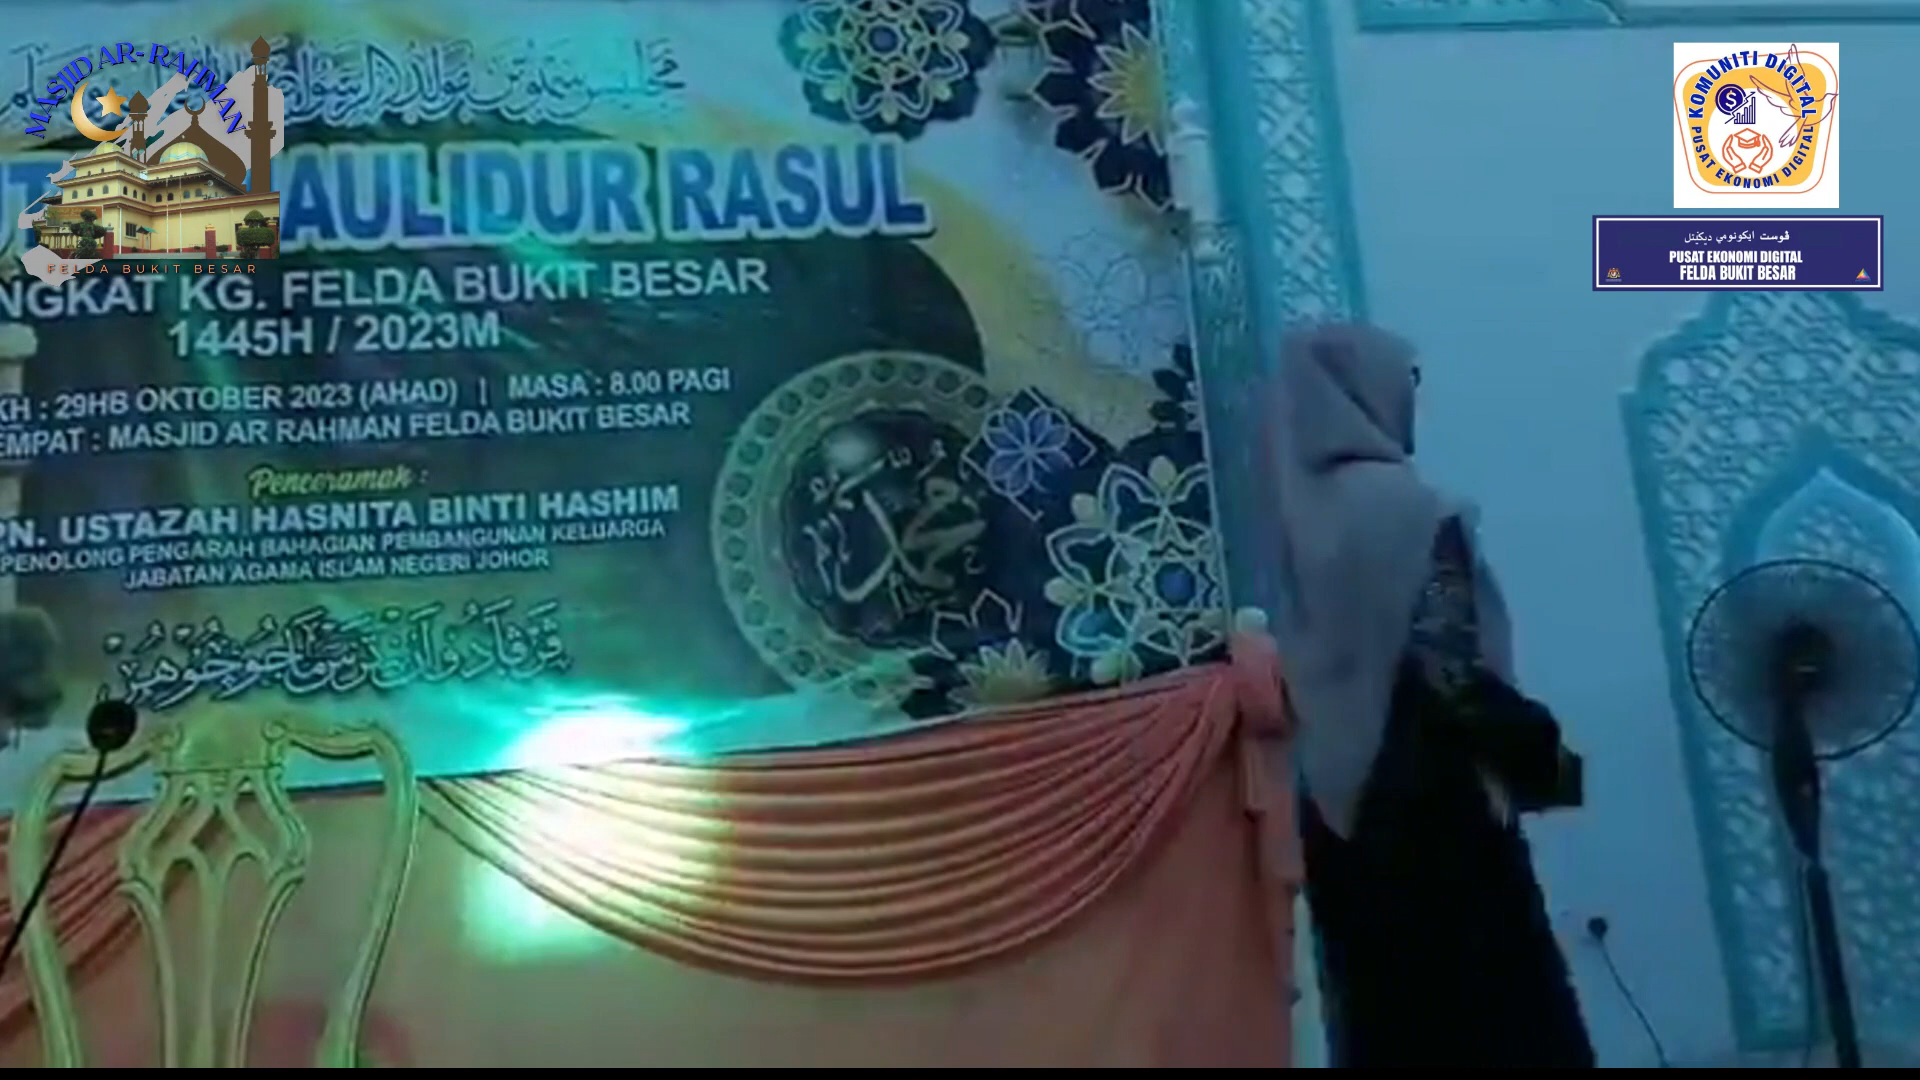 MASJID AR-RAHMAN
FELDA BUKIT BESAR
AULIDUR RASUL
NGKAT KG. FELDA BUKIT BESAR
1445H / 2023M
KH : 29HB OKTOBER 2023 (AHAD) | MASA : 8.00 PAGI
EMPAT : MASJID AR RAHMAN FELDA BUKIT BESAR
Penceramah :
PN. USTAZAH HASNITA BINTI HASHIM
PENOLONG PENGARAH BAHAGIAN PEMBANGUNAN KELUARGA
JABATAN AGAMA ISLAM NEGERI JOHOR
محمد
KOMUNITI DIGITAL
PUSAT EKONOMI DIGITAL
ڤوست ايكونومي ديݢيتل
PUSAT EKONOMI DIGITAL
FELDA BUKIT BESAR